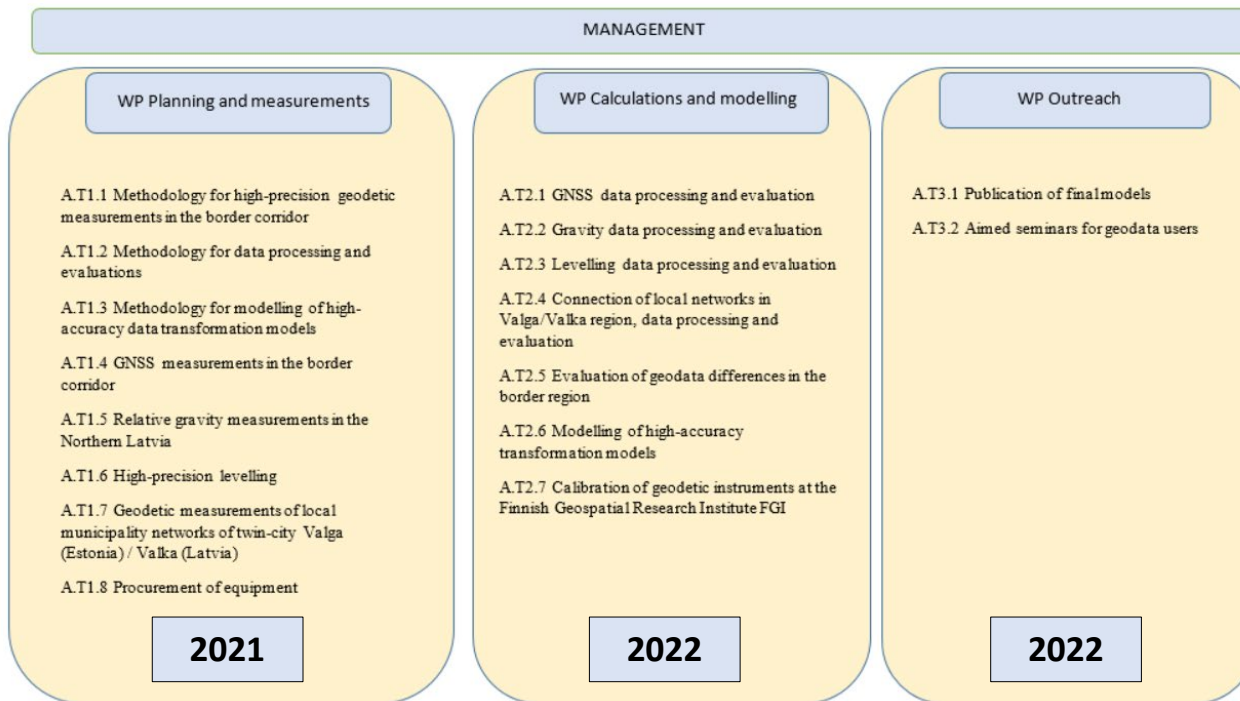 MANAGEMENT
WP Planning and measurements
A.T1.1 Methodology for high-precision geodetic
measurements in the border corridor
A.T1.2 Methodology for data processing and
evaluations
A.T1.3 Methodology for modelling of high-
accuracy data transformation models
A.T1.4 GNSS measurements in the border
corridor
A.T1.5 Relative gravity measurements in the
Northern Latvia
A.T1.6 High-precision levelling
A.T1.7 Geodetic measurements of local
municipality networks of twin-city Valga
(Estonia) / Valka (Latvia)
A.T1.8 Procurement of equipment
2021
WP Calculations and modelling
A.T2.1 GNSS data processing and evaluation
A.T2.2 Gravity data processing and evaluation
A.T2.3 Levelling data processing and evaluation
A.T2.4 Connection of local networks in
Valga/Valka region, data processing and
evaluation
A.T2.5 Evaluation of geodata differences in the
border region
A.T2.6 Modelling of high-accuracy
transformation models
A.T2.7 Calibration of geodetic instruments at the
Finnish Geospatial Research Institute FGI
2022
WP Outreach
A.T3.1 Publication of final models
A.T3.2 Aimed seminars for geodata users
2022